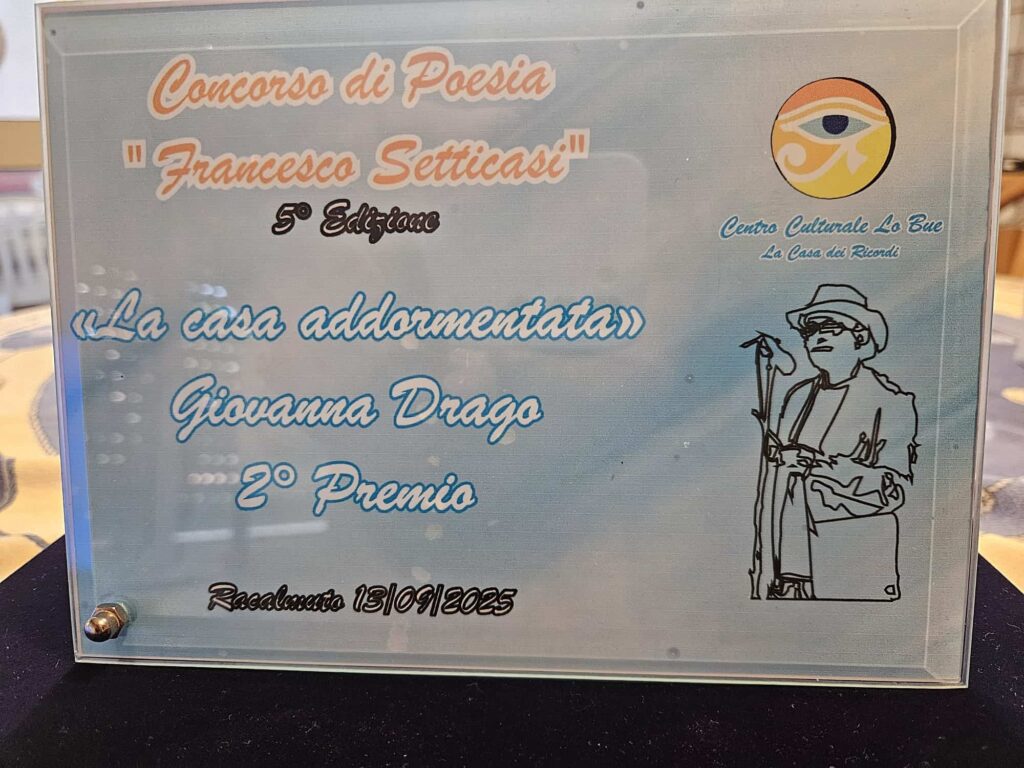 Concorso di Poesia
"Francesco Setticasi"
5° Edizione
«La casa addormentata»
Giovanna Drago
2° Premio
Racalmuto 13/09/2025
Centro Culturale Lo Bue
La Casa dei Ricordi